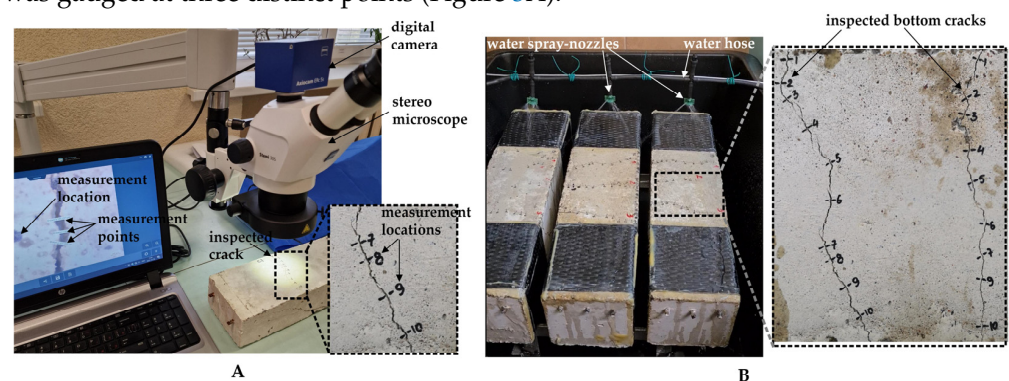 was gauged at three distinct points (Figure 3A).
digital
camera
Axiocam
stereo
microscope
measurement
location
measurement
points
inspected
crack
measurement
locations
7
8
9
10
A
water spray-nozzles
water hose
inspected bottom cracks
1
2
3
4
5
6
7
8
9
10
1
2
3
4
5
6
7
8
9
10
B